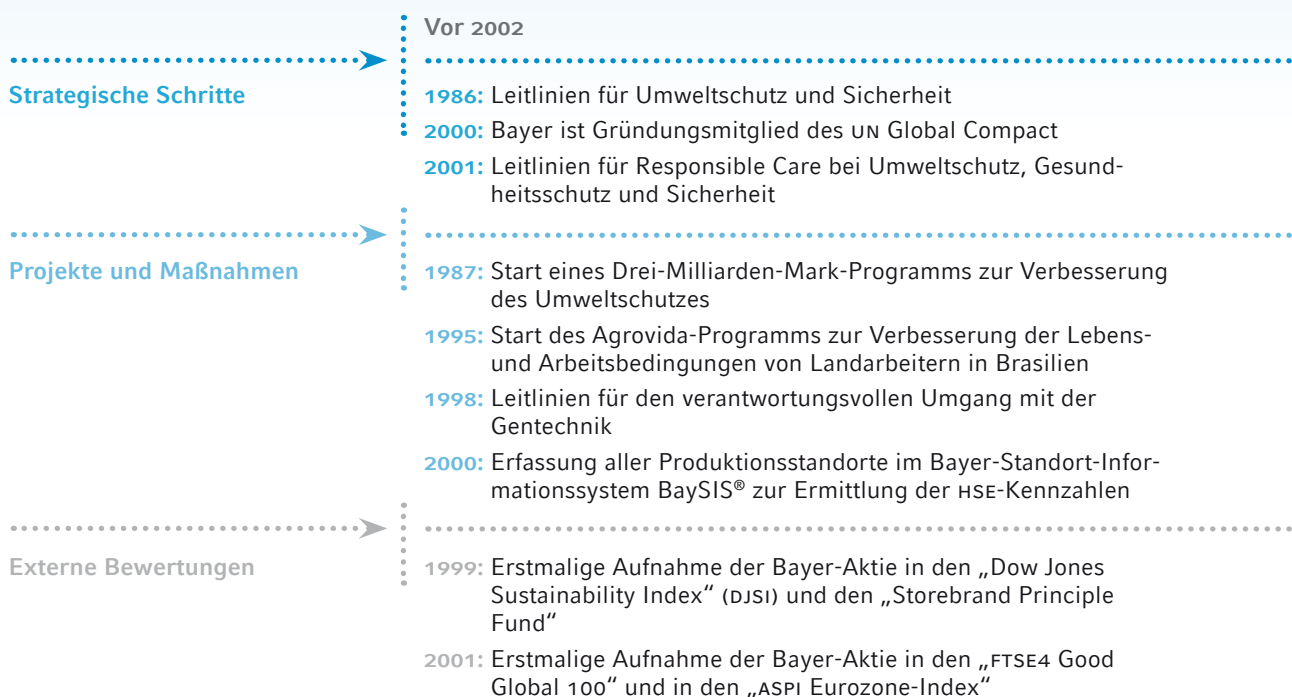 Vor 2002
Strategische Schritte
1986: Leitlinien für Umweltschutz und Sicherheit
2000: Bayer ist Gründungsmitglied des UN Global Compact
2001: Leitlinien für Responsible Care bei Umweltschutz, Gesund-
heitsschutz und Sicherheit
Projekte und Maßnahmen
1987: Start eines Drei-Milliarden-Mark-Programms zur Verbesserung
des Umweltschutzes
1995: Start des Agrovida-Programms zur Verbesserung der Lebens-
und Arbeitsbedingungen von Landarbeitern in Brasilien
1998: Leitlinien für den verantwortungsvollen Umgang mit der
Gentechnik
2000: Erfassung aller Produktionsstandorte im Bayer-Standort-Infor-
mationssystem BaySIS® zur Ermittlung der HSE-Kennzahlen
Externe Bewertungen
1999: Erstmalige Aufnahme der Bayer-Aktie in den „Dow Jones
Sustainability Index“ (DJSI) und den „Storebrand Principle
Fund“
2001: Erstmalige Aufnahme der Bayer-Aktie in den „FTSE4 Good
Global 100“ und in den „ASPI Eurozone-Index“